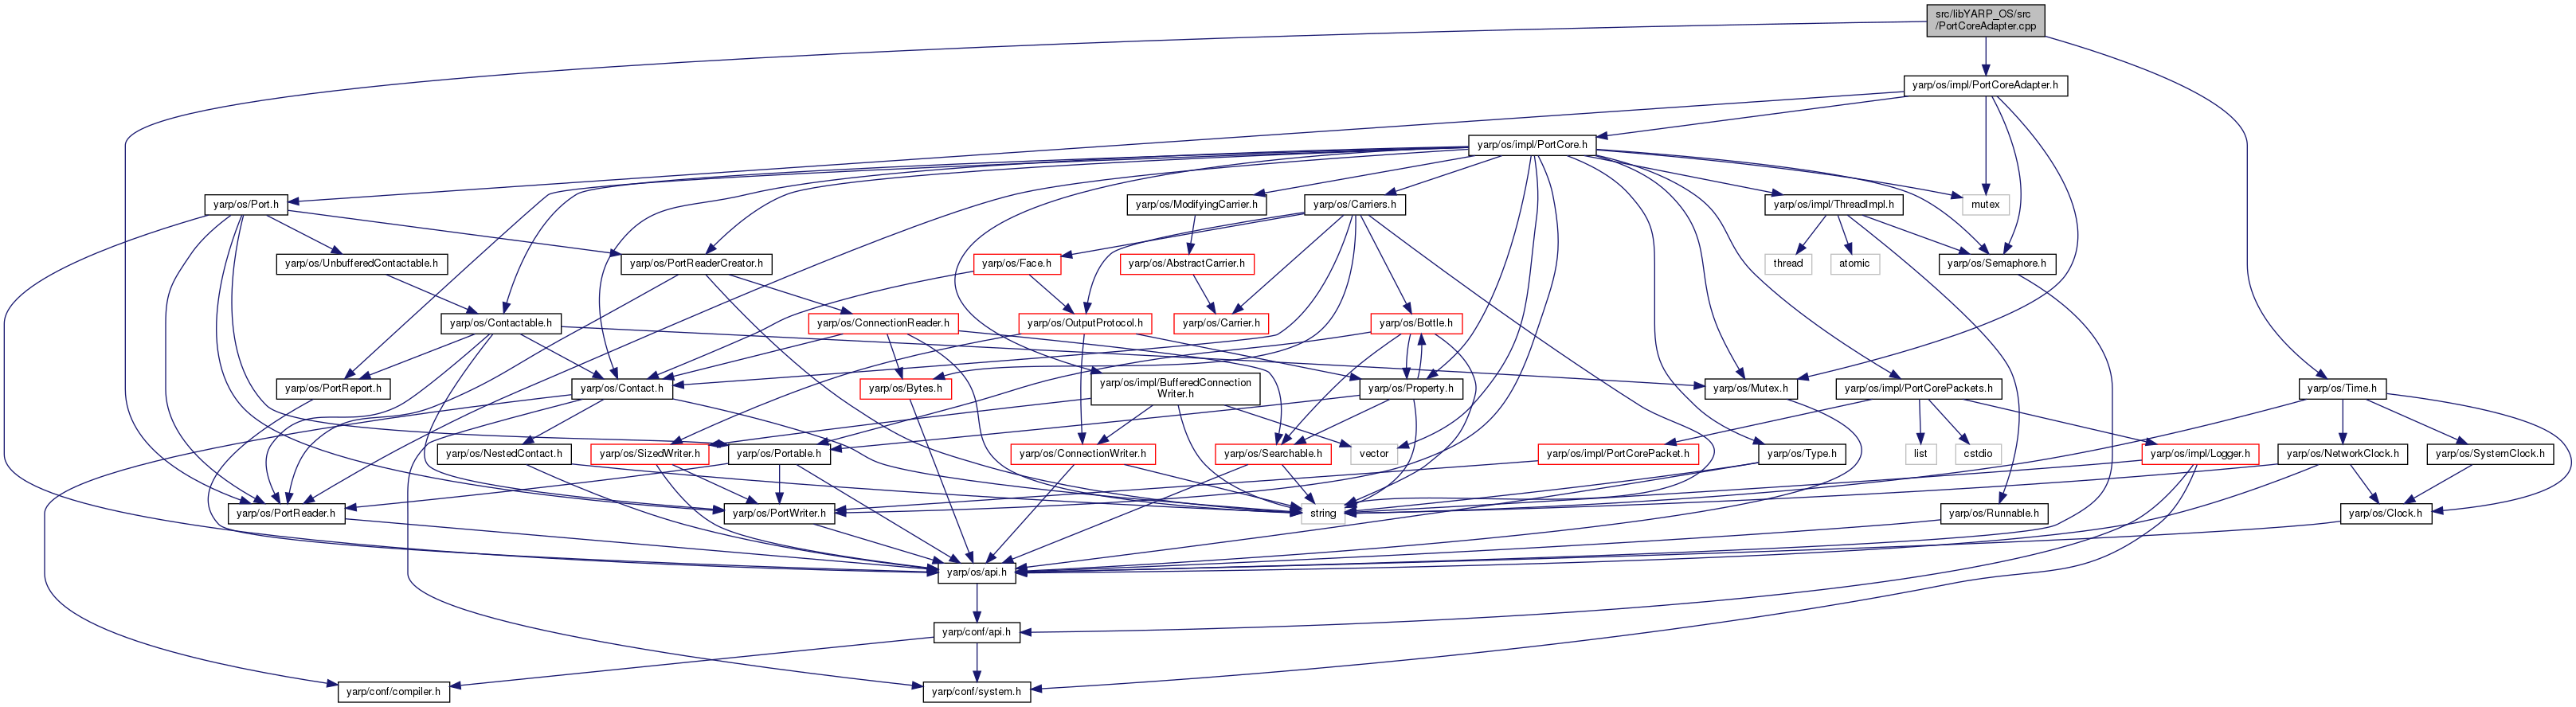 src/libYARP_OS/src
/PortCoreAdapter.cpp
yarp/os/impl/PortCoreAdapter.h
yarp/os/impl/PortCore.h
yarp/os/Port.h
yarp/os/ModifyingCarrier.h
yarp/os/Carriers.h
yarp/os/impl/ThreadImpl.h
mutex
yarp/os/UnbufferedContactable.h
yarp/os/PortReaderCreator.h
yarp/os/Face.h
yarp/os/AbstractCarrier.h
thread
atomic
yarp/os/Semaphore.h
yarp/os/Contactable.h
yarp/os/ConnectionReader.h
yarp/os/OutputProtocol.h
yarp/os/Carrier.h
yarp/os/Bottle.h
yarp/os/PortReport.h
yarp/os/Contact.h
yarp/os/Bytes.h
yarp/os/impl/BufferedConnection
Writer.h
yarp/os/Property.h
yarp/os/Mutex.h
yarp/os/impl/PortCorePackets.h
yarp/os/Time.h
yarp/os/NestedContact.h
yarp/os/SizedWriter.h
yarp/os/Portable.h
yarp/os/ConnectionWriter.h
yarp/os/Searchable.h
vector
yarp/os/impl/PortCorePacket.h
yarp/os/Type.h
list
cstdio
yarp/os/impl/Logger.h
yarp/os/NetworkClock.h
yarp/os/SystemClock.h
yarp/os/PortReader.h
yarp/os/PortWriter.h
string
yarp/os/Runnable.h
yarp/os/Clock.h
yarp/os/api.h
yarp/conf/api.h
yarp/conf/compiler.h
yarp/conf/system.h